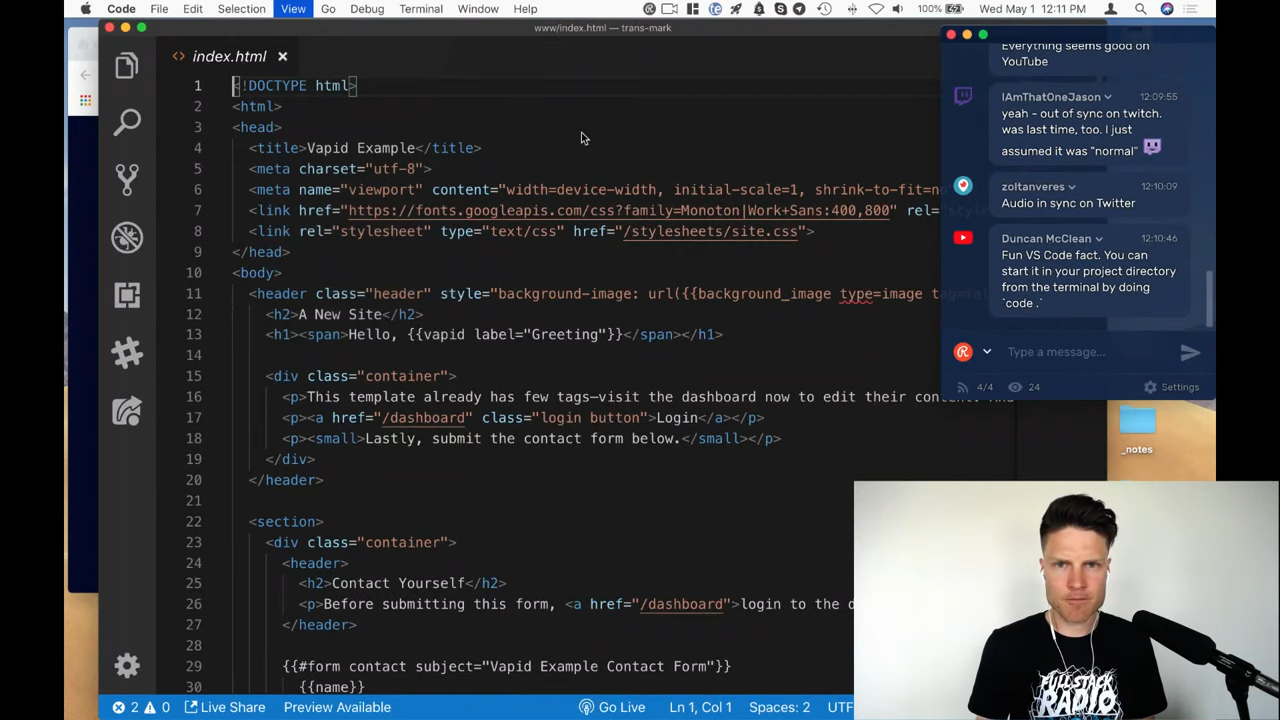 Code File Edit Selection View Go Debug Terminal Window Help 100% Wed May 1 12:11 PM
www/index.html — trans-mark
<> index.html ×
1 <!DOCTYPE html>
2 <html>
3 <head>
4 <title>Vapid Example</title>
5 <meta charset="utf-8">
6 <meta name="viewport" content="width=device-width, initial-scale=1, shrink-to-fit=no
7 <link href="https://fonts.googleapis.com/css?family=Monoton|Work+Sans:400,800" rel="style
8 <link rel="stylesheet" type="text/css" href="/stylesheets/site.css">
9 </head>
10 <body>
11 <header class="header" style="background-image: url({{background_image type=image
12 <h2>A New Site</h2>
13 <h1><span>Hello, {{vapid label="Greeting"}}</span></h1>
14
15 <div class="container">
16 <p>This template already has few tags—visit the dashboard now to edit their content. And
17 <p><a href="/dashboard" class="login button">Login</a></p>
18 <p><small>Lastly, submit the contact form below.</small></p>
19 </div>
20 </header>
21
22 <section>
23 <div class="container">
24 <header>
25 <h2>Contact Yourself</h2>
26 <p>Before submitting this form, <a href="/dashboard">login to the d
27 </header>
28
29 {{#form contact subject="Vapid Example Contact Form"}}
30 {{name}}
2 0 Live Share Preview Available Go Live Ln 1, Col 1 Spaces: 2 UTF
Everything seems good on
YouTube
IAmThatOneJason 12:09:55
yeah - out of sync on twitch.
was last time, too. I just
assumed it was "normal"
zoltanveres 12:10:09
Audio in sync on Twitter
Duncan McClean 12:10:46
Fun VS Code fact. You can
start it in your project directory
from the terminal by doing
`code .`
Type a message...
4/4 24 Settings
_notes
FULL STACK
RADIO